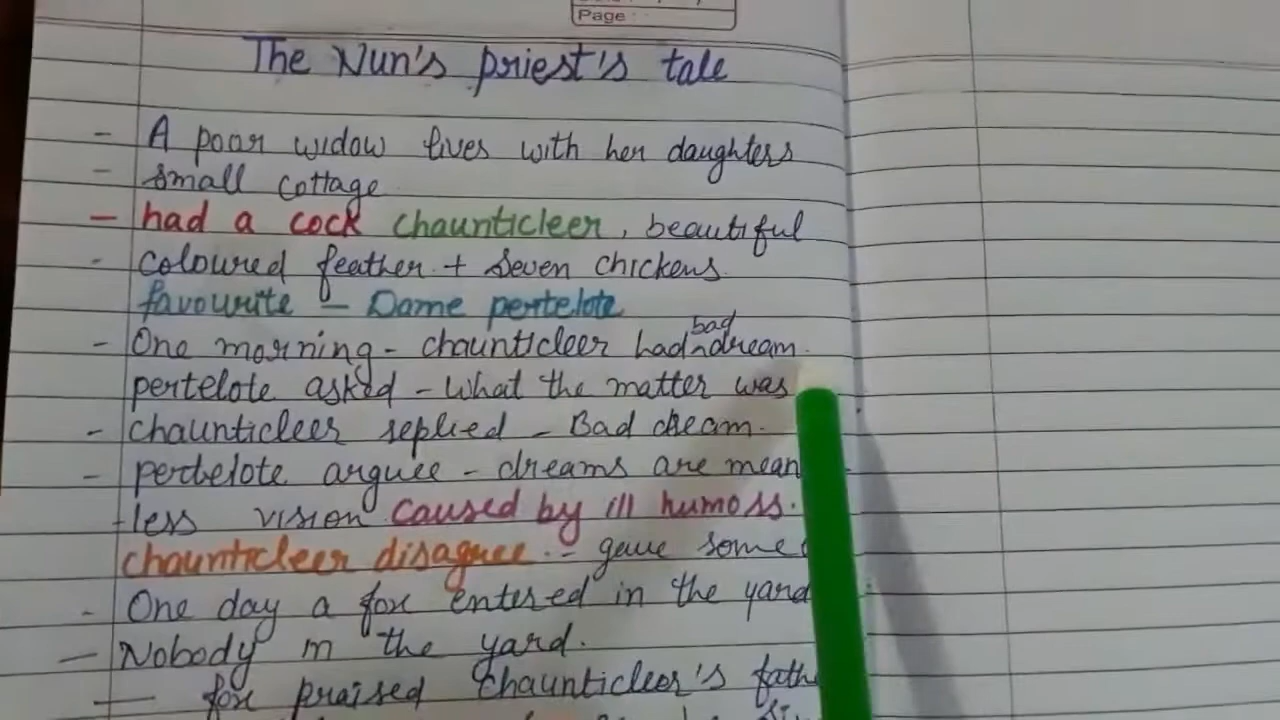 Page
The Nun's priest's tale
- A poor widow lives with her daughters
- small cottage
- had a cock chaunticleer, beautiful
- coloured feather + seven chickens.
favourite - Dame pertelote
- One morning - chaunticleer had bad dream.
pertelote asked - what the matter was
- chaunticleer replied - Bad dream.
- pertelote argue - dreams are mean
-less vision caused by ill humors.
chaunticleer disagree :- gave some
- One day a fox entered in the yard
- Nobody in the yard.
- fox praised chaunticleer's